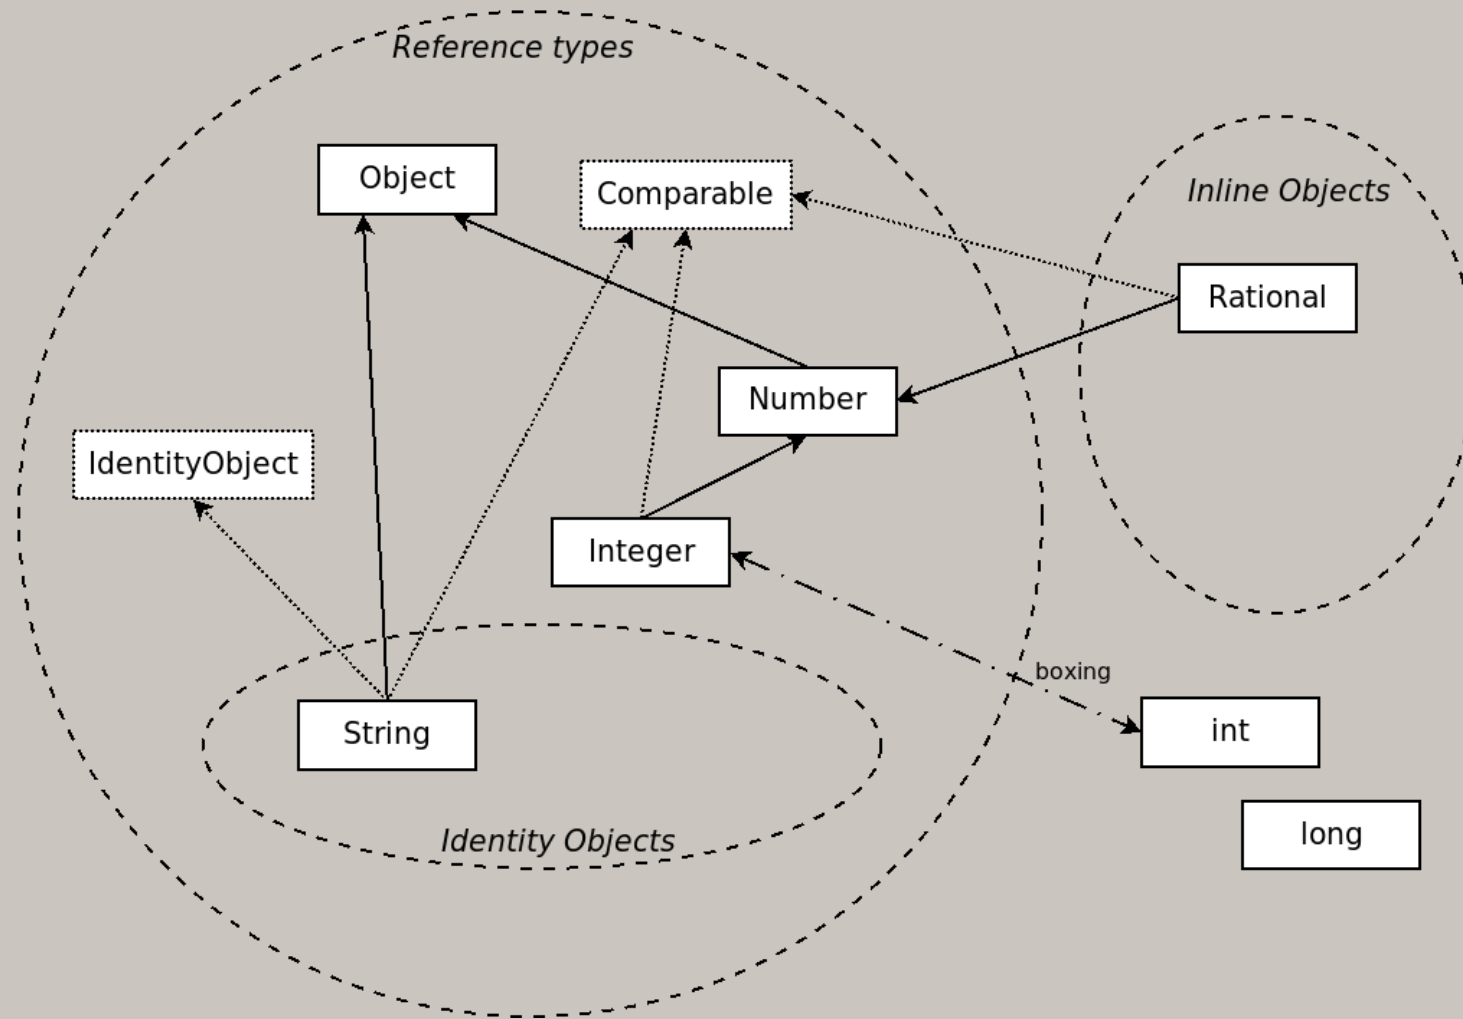 Reference types
Object
Comparable
Inline Objects
Rational
Number
IdentityObject
Integer
boxing
String
int
Identity Objects
long